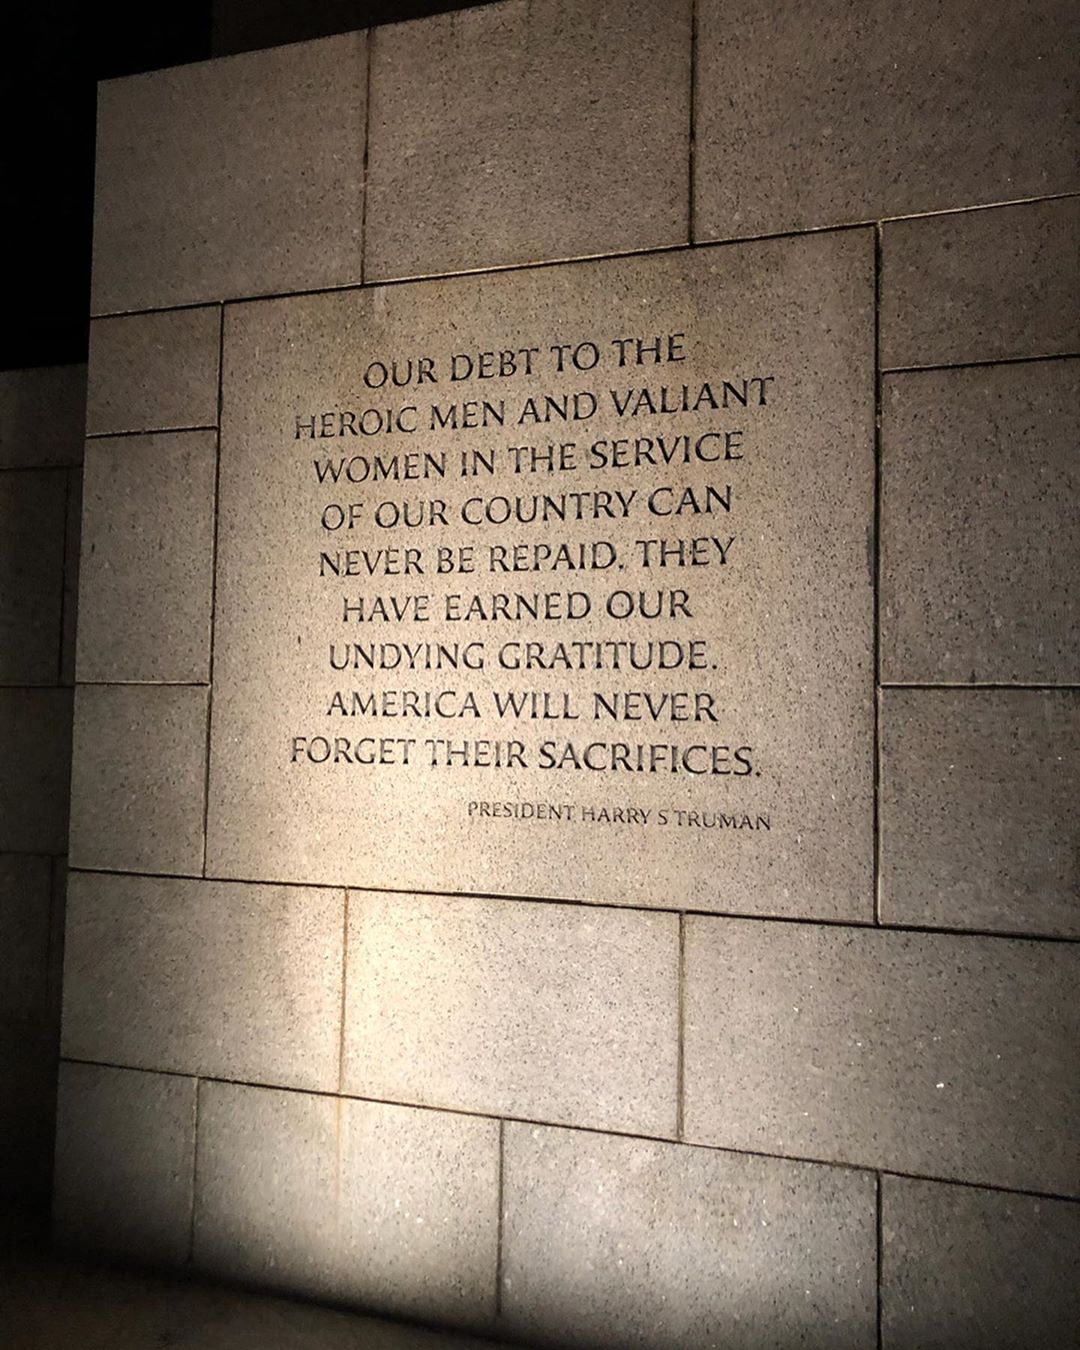 OUR DEBT TO THE
HEROIC MEN AND VALIANT
WOMEN IN THE SERVICE
OF OUR COUNTRY CAN
NEVER BE REPAID. THEY
HAVE EARNED OUR
UNDYING GRATITUDE.
AMERICA WILL NEVER
FORGET THEIR SACRIFICES.
PRESIDENT HARRY S TRUMAN